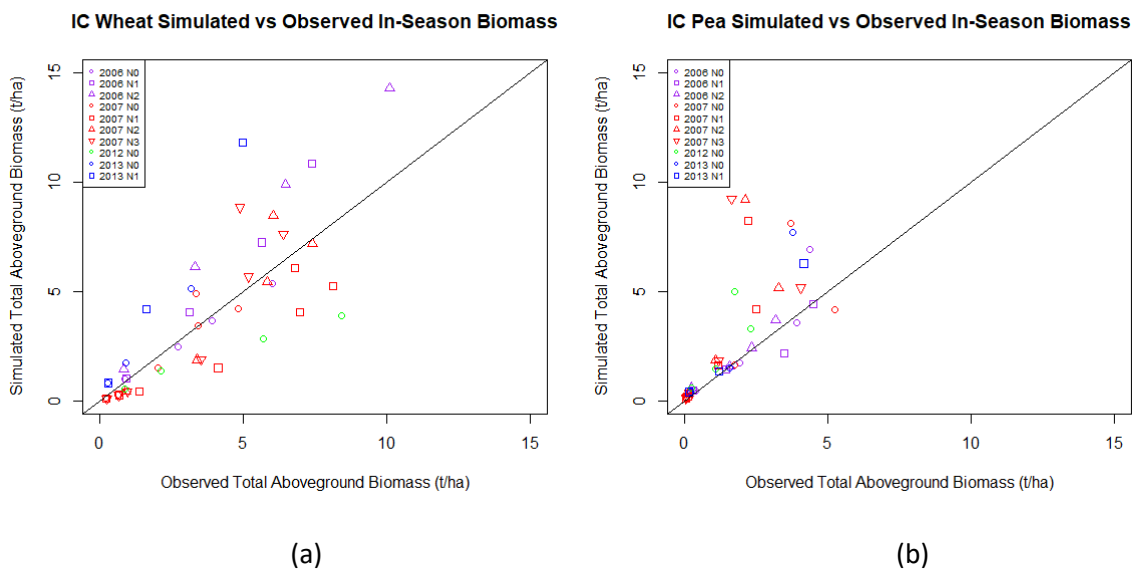 IC Wheat Simulated vs Observed In-Season Biomass
Simulated Total Aboveground Biomass (t/ha)
15
10
5
0
2006 N0
2006 N1
2006 N2
2007 N0
2007 N1
2007 N2
2007 N3
2012 N0
2013 N0
2013 N1
0 5 10 15
Observed Total Aboveground Biomass (t/ha)
(a)
IC Pea Simulated vs Observed In-Season Biomass
Simulated Total Aboveground Biomass (t/ha)
15
10
5
0
2006 N0
2006 N1
2006 N2
2007 N0
2007 N1
2007 N2
2007 N3
2012 N0
2013 N0
2013 N1
0 5 10 15
Observed Total Aboveground Biomass (t/ha)
(b)